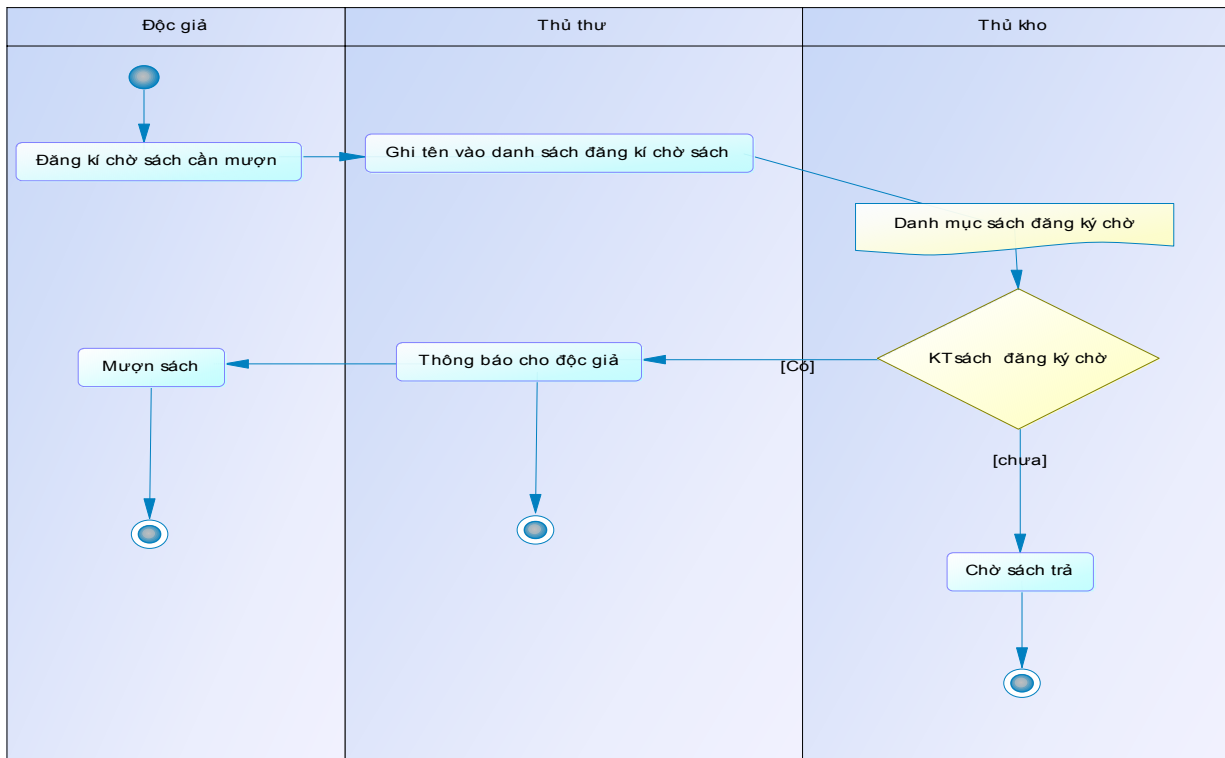 Độc giả
Thủ thư
Thủ kho
Đăng kí chờ sách cần mượn
Ghi tên vào danh sách đăng kí chờ sách
Danh mục sách đăng ký chờ
Mượn sách
Thông báo cho độc giả
[Có]
KTsách đăng ký chờ
[chưa]
Chờ sách trả